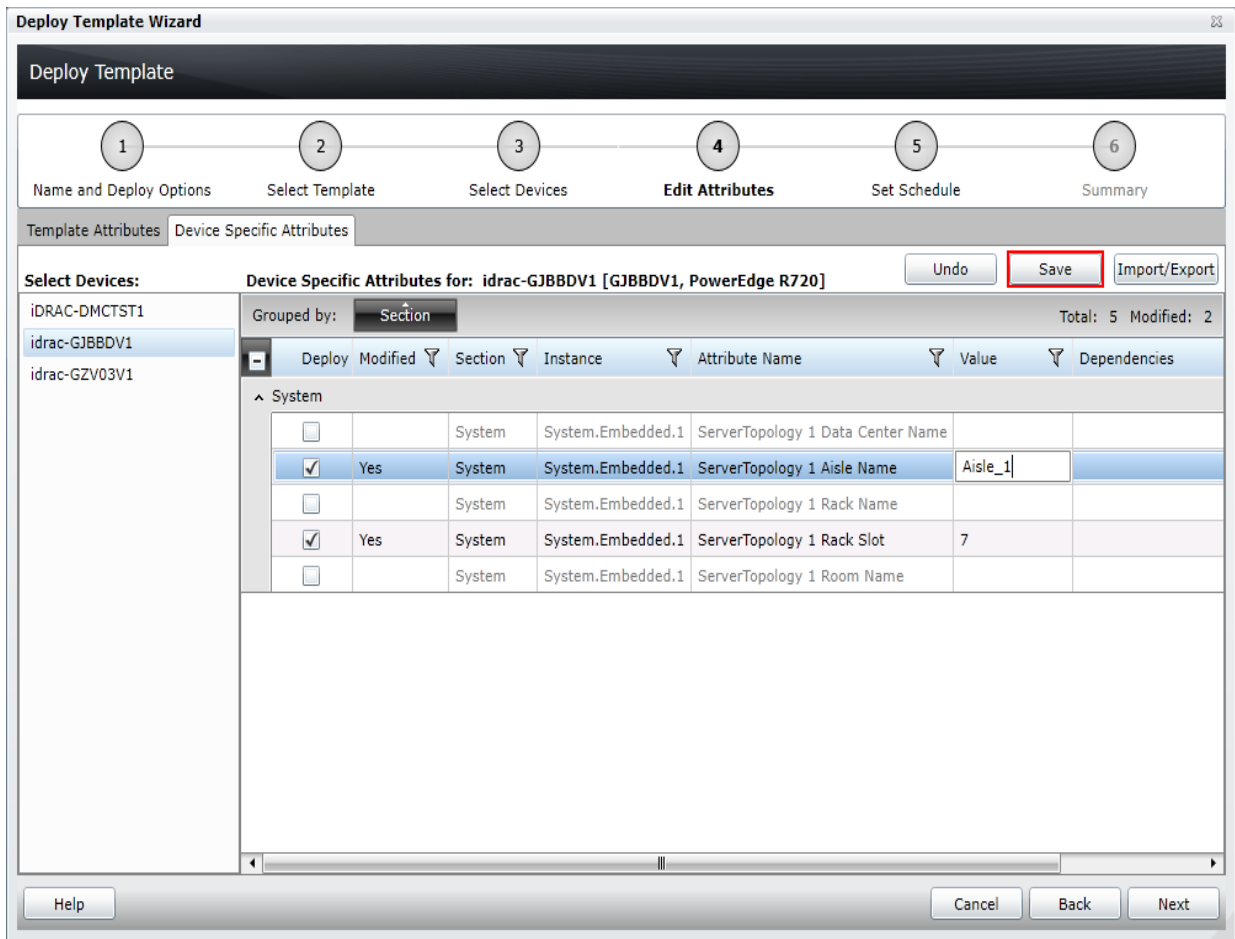 Deploy Template Wizard
Deploy Template
1 2 3 4 5 6
Name and Deploy Options Select Template Select Devices Edit Attributes Set Schedule Summary
Template Attributes Device Specific Attributes
Select Devices: Device Specific Attributes for: idrac-GJBBDV1 [GJBBDV1, PowerEdge R720] Undo Save Import/Export
iDRAC-DMCTST1
idrac-GJBBDV1
idrac-GZV03V1
Grouped by: Section Total: 5 Modified: 2
Deploy Modified Section Instance Attribute Name Value Dependencies
System
System System.Embedded.1 ServerTopology 1 Data Center Name
Yes System System.Embedded.1 ServerTopology 1 Aisle Name Aisle_1
System System.Embedded.1 ServerTopology 1 Rack Name
Yes System System.Embedded.1 ServerTopology 1 Rack Slot 7
System System.Embedded.1 ServerTopology 1 Room Name
Help Cancel Back Next